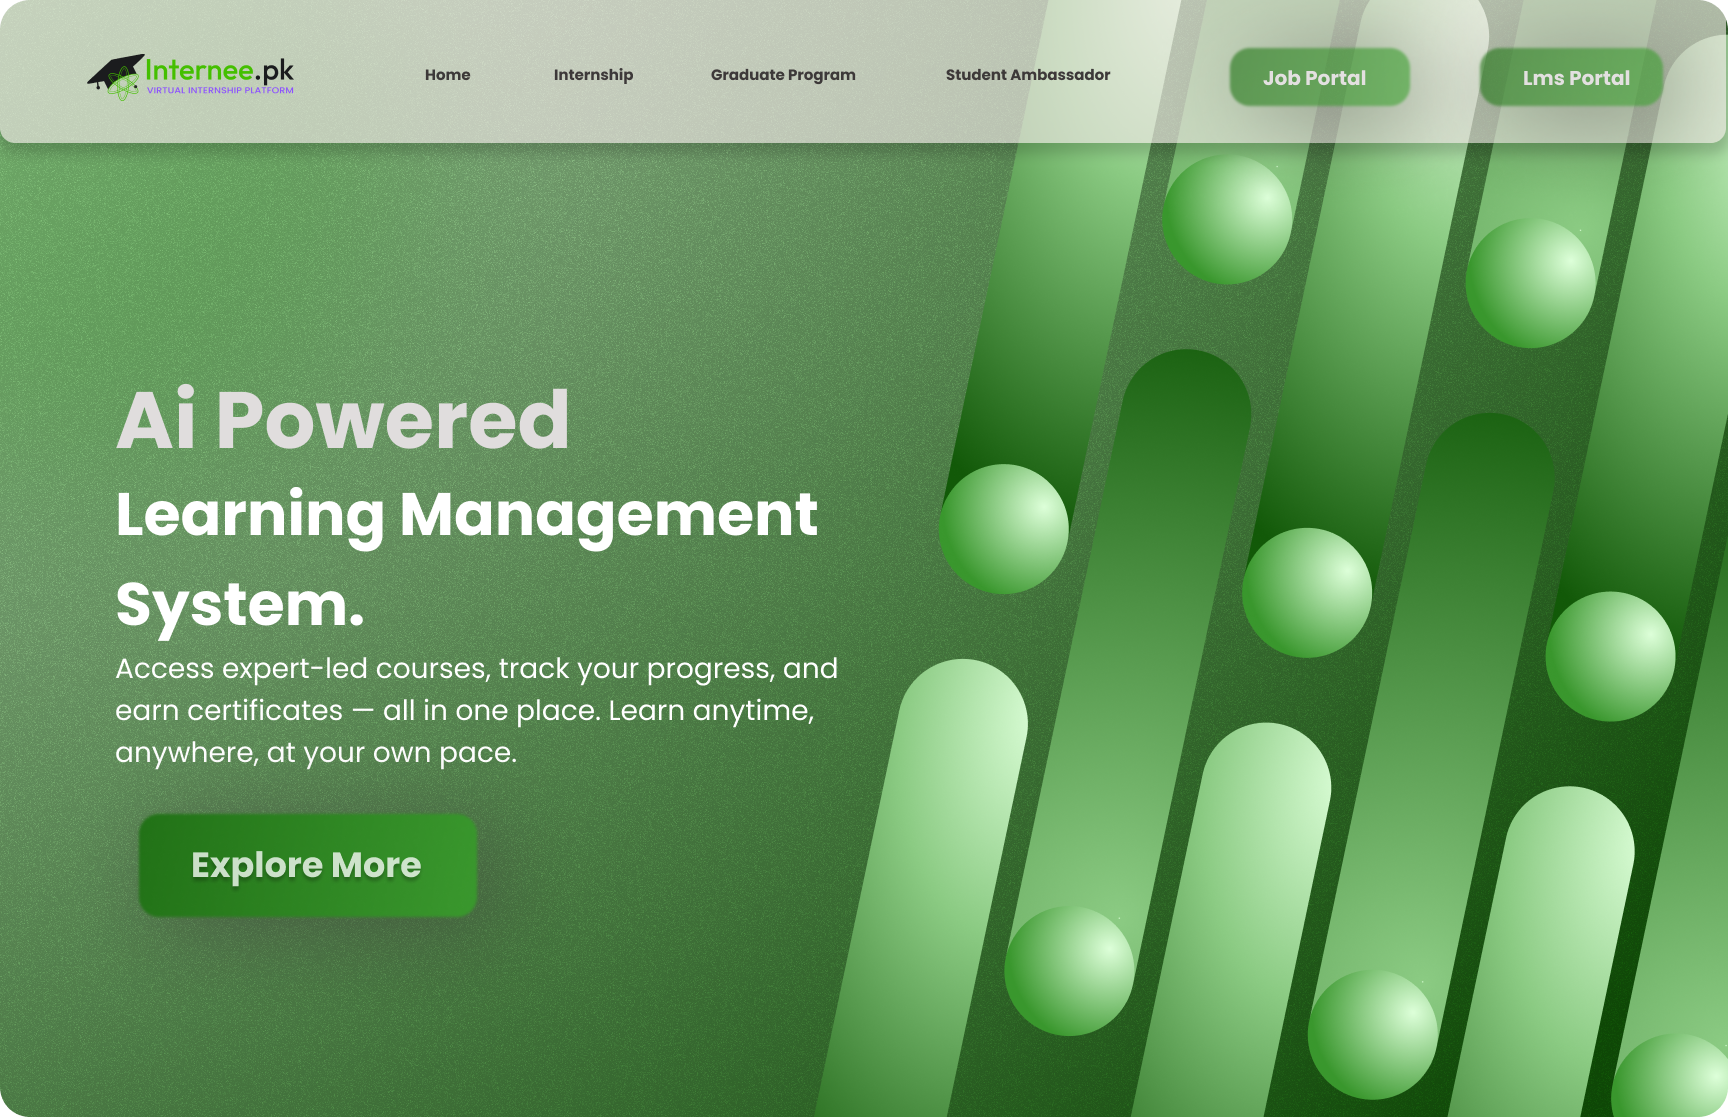 Internee.pk
VIRTUAL INTERNSHIP PLATFORM
Home
Internship
Graduate Program
Student Ambassador
Job Portal
Lms Portal
Ai Powered
Learning Management
System.
Access expert-led courses, track your progress, and
earn certificates — all in one place. Learn anytime,
anywhere, at your own pace.
Explore More